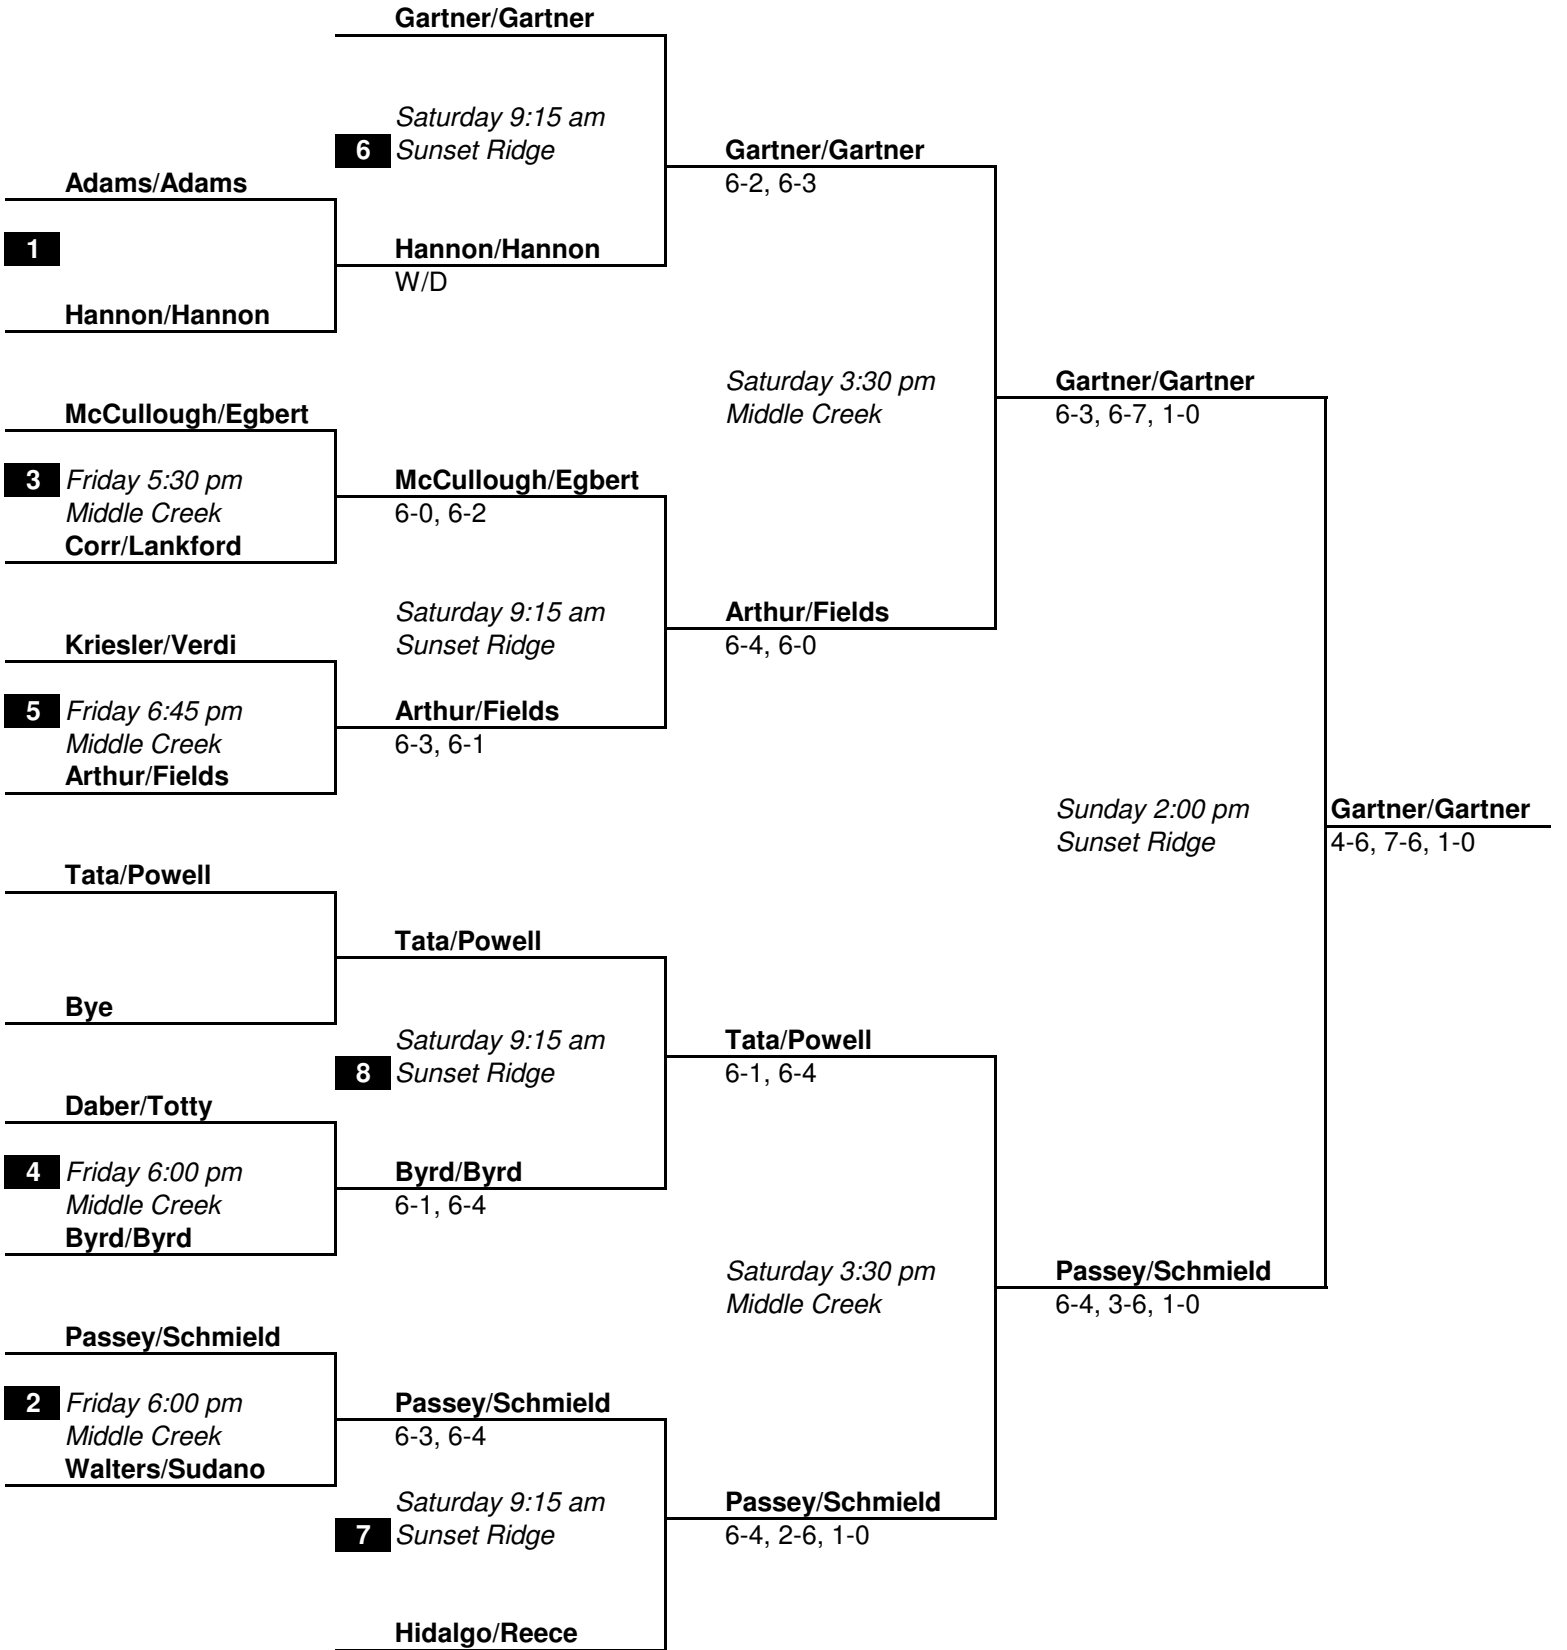 Gartner/Gartner
Saturday 9:15 am
6 Sunset Ridge
Gartner/Gartner
Adams/Adams
6-2, 6-3
1
Hannon/Hannon
W/D
Hannon/Hannon
Saturday 3:30 pm
Gartner/Gartner
McCullough/Egbert
Middle Creek
6-3, 6-7, 1-0
3 Friday 5:30 pm
McCullough/Egbert
Middle Creek
6-0, 6-2
Corr/Lankford
Saturday 9:15 am
Arthur/Fields
Kriesler/Verdi
Sunset Ridge
6-4, 6-0
5 Friday 6:45 pm
Arthur/Fields
Middle Creek
6-3, 6-1
Arthur/Fields
Sunday 2:00 pm
Gartner/Gartner
Sunset Ridge
4-6, 7-6, 1-0
Tata/Powell
Tata/Powell
Bye
Saturday 9:15 am
Tata/Powell
8 Sunset Ridge
6-1, 6-4
Daber/Totty
4 Friday 6:00 pm
Byrd/Byrd
Middle Creek
6-1, 6-4
Byrd/Byrd
Saturday 3:30 pm
Passey/Schmield
Middle Creek
6-4, 3-6, 1-0
Passey/Schmield
2 Friday 6:00 pm
Passey/Schmield
Middle Creek
6-3, 6-4
Walters/Sudano
Saturday 9:15 am
Passey/Schmield
7 Sunset Ridge
6-4, 2-6, 1-0
Hidalgo/Reece